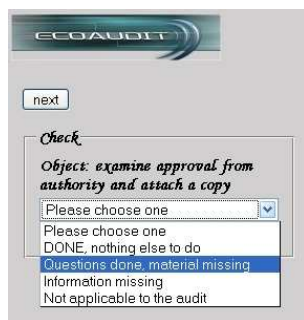 ECOAUDIT
next
Check
Object: examine approval from
authority and attach a copy
Please choose one
Please choose one
DONE, nothing else to do
Questions done, material missing
Information missing
Not applicable to the audit